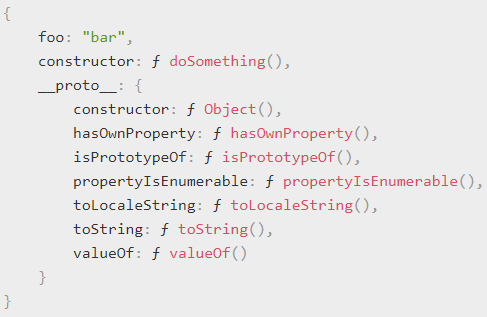 {
    foo: "bar",
    constructor: ƒ doSomething(),
    __proto__: {
        constructor: ƒ Object(),
        hasOwnProperty: ƒ hasOwnProperty(),
        isPrototypeOf: ƒ isPrototypeOf(),
        propertyIsEnumerable: ƒ propertyIsEnumerable(),
        toLocaleString: ƒ toLocaleString(),
        toString: ƒ toString(),
        valueOf: ƒ valueOf()
    }
}